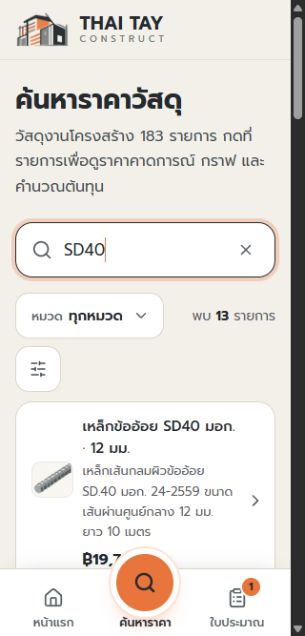 THAI TAY
CONSTRUCT
ค้นหาราคาวัสดุ
วัสดุงานโครงสร้าง 183 รายการ กดที่
รายการเพื่อดูราคาคาดการณ์ กราฟ และ
คำนวณต้นทุน
SD40
หมวด ทุกหมวด
พบ 13 รายการ
เหล็กข้ออ้อย SD40 มอก.
· 12 มม.
เหล็กเส้นกลมผิวข้ออ้อย
SD.40 มอก. 24-2559 ขนาด
เส้นผ่านศูนย์กลาง 12 มม.
ยาว 10 เมตร
1
หน้าแรก
ค้นหาราคา
ใบประมาณ